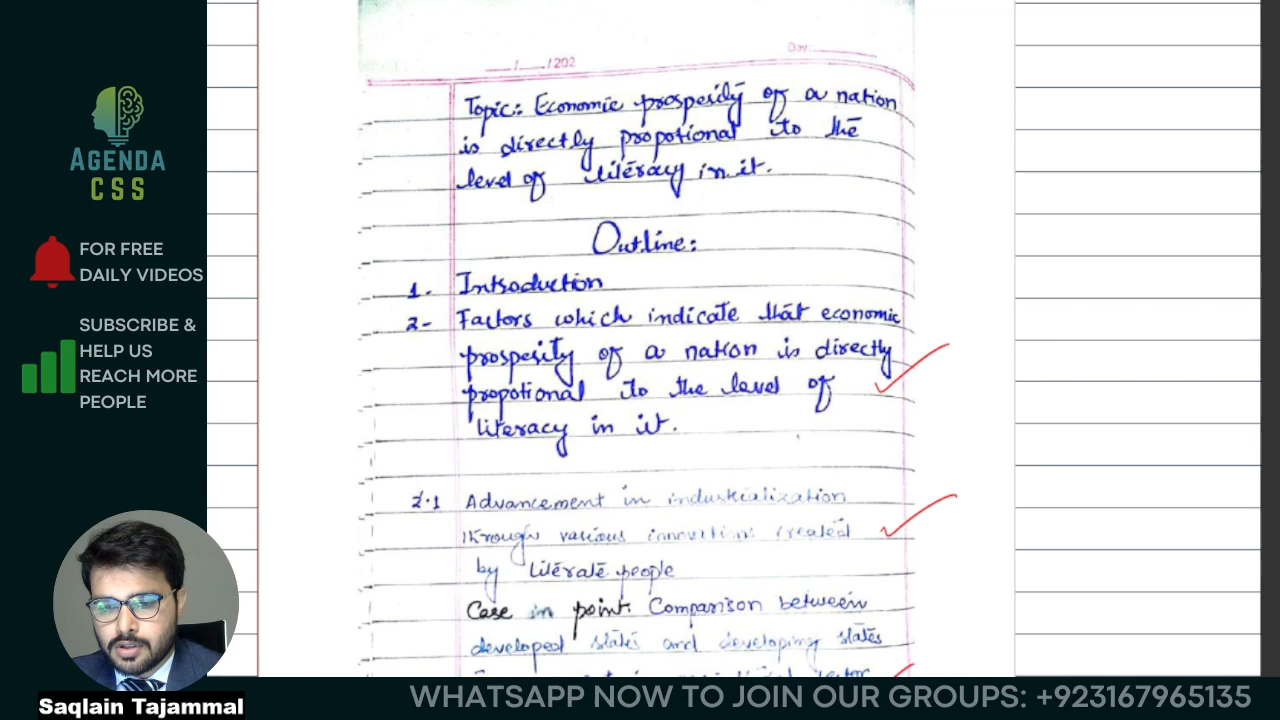 AGENDA
CSS
FOR FREE
DAILY VIDEOS
SUBSCRIBE &
HELP US
REACH MORE
PEOPLE
Saqlain Tajammal
___/___/202
Day:
Topic: Economic prosperity of a nation
is directly propotional to the
level of literacy in it.
Outline:
1- Introduction
2- Factors which indicate that economic
prosperity of a nation is directly
propotional to the level of
literacy in it.
2.1 Advancement in industrialization
through various innovations created
by literate people
Case in point: Comparison between
developed states and developing states
WHATSAPP NOW TO JOIN OUR GROUPS: +923167965135